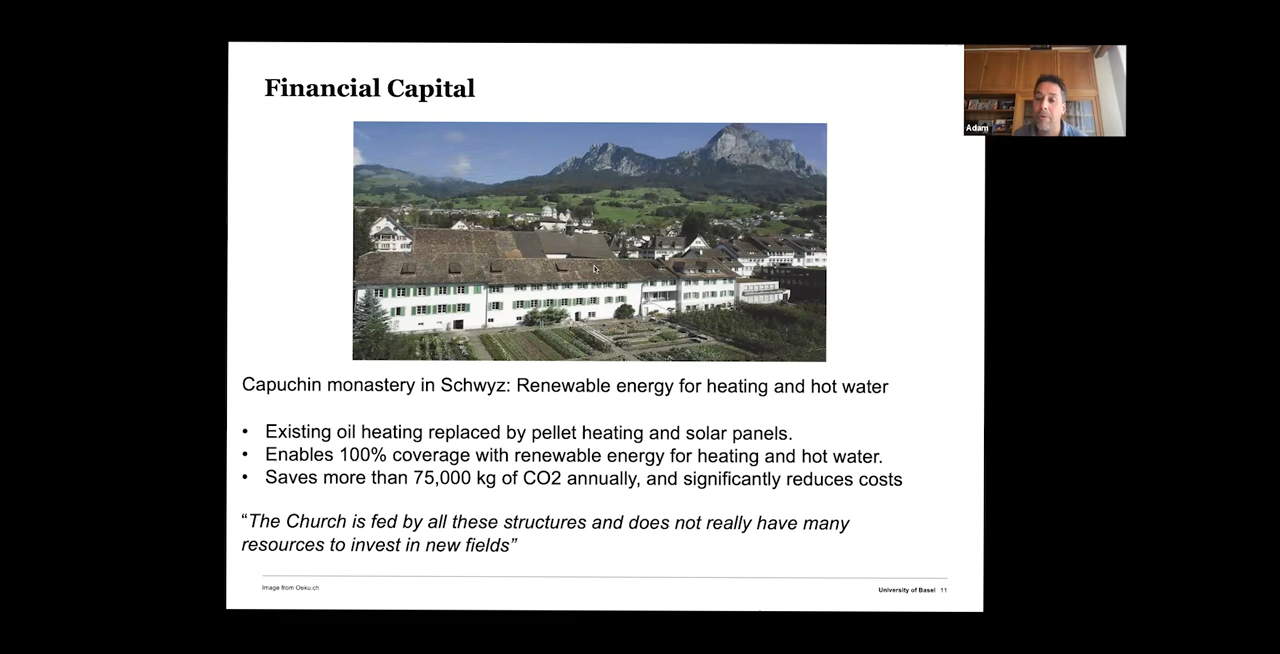 Financial Capital
Adam
Capuchin monastery in Schwyz: Renewable energy for heating and hot water
• Existing oil heating replaced by pellet heating and solar panels.
• Enables 100% coverage with renewable energy for heating and hot water.
• Saves more than 75,000 kg of CO2 annually, and significantly reduces costs
“The Church is fed by all these structures and does not really have many
resources to invest in new fields”
Image from Oeku.ch
University of Basel 11